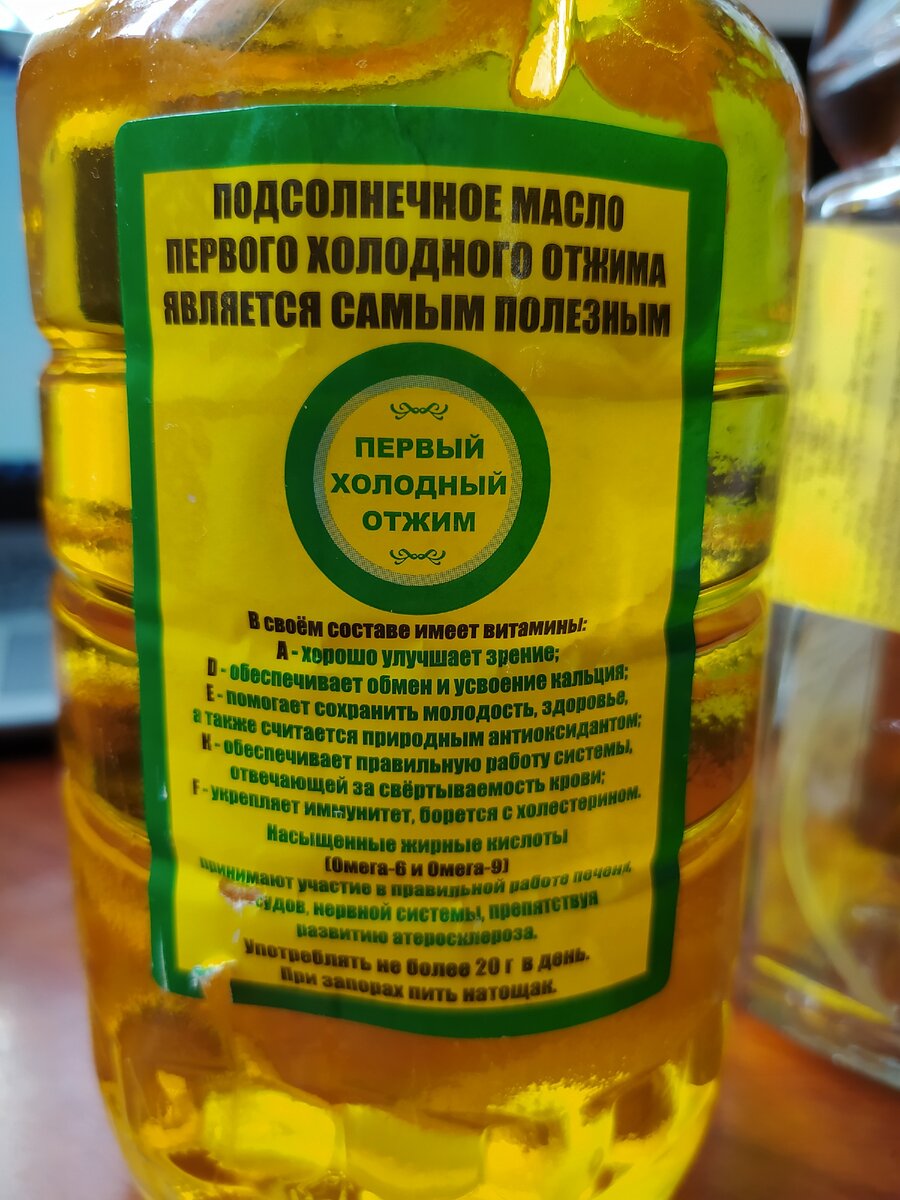 ПОДСОЛНЕЧНОЕ МАСЛО
ПЕРВОГО ХОЛОДНОГО ОТЖИМА
ЯВЛЯЕТСЯ САМЫМ ПОЛЕЗНЫМ
ПЕРВЫЙ
ХОЛОДНЫЙ
ОТЖИМ
В своём составе имеет витамины:
А - хорошо улучшает зрение;
D - обеспечивает обмен и усвоение кальция;
Е - помогает сохранить молодость, здоровье,
а также считается природным антиоксидантом;
К - обеспечивает правильную работу системы,
отвечающей за свёртываемость крови;
F - укрепляет иммунитет, борется с холестерином.
Насыщенные жирные кислоты
(Омега-6 и Омега-9)
принимают участие в правильной работе печени,
нервной системы, препятствуя
развитию атеросклероза.
Употреблять не более 20 г в день.
При запорах пить натощак.